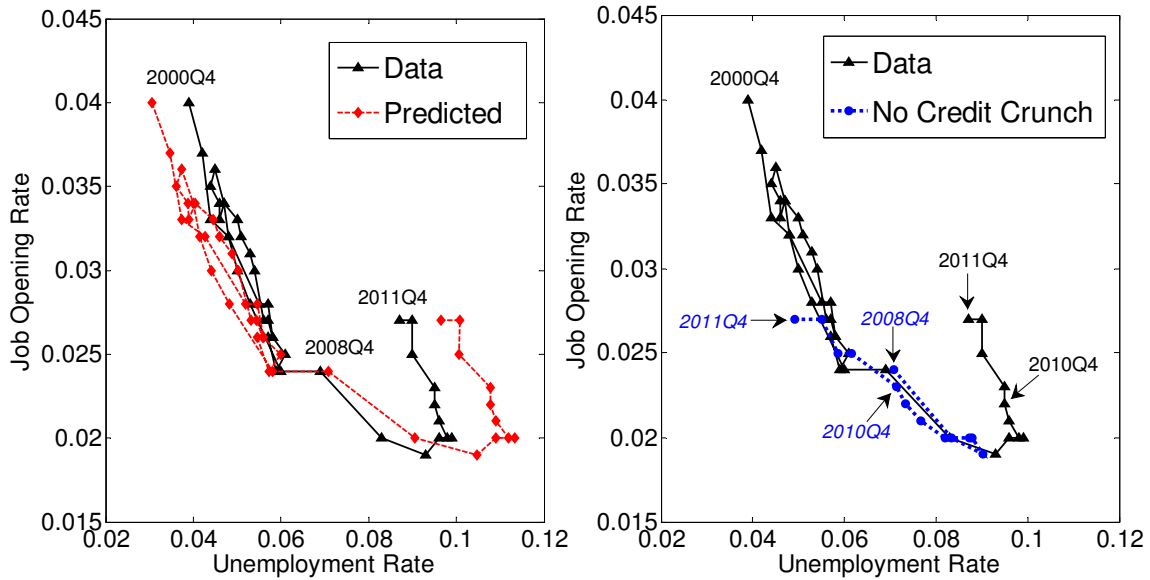 0.045
0.04
0.035
0.03
0.025
0.02
0.015
Job Opening Rate
0.02
0.04
0.06
0.08
0.1
0.12
Unemployment Rate
Data
Predicted
2000Q4
2008Q4
2011Q4
0.045
0.04
0.035
0.03
0.025
0.02
0.015
Job Opening Rate
0.02
0.04
0.06
0.08
0.1
0.12
Unemployment Rate
Data
No Credit Crunch
2000Q4
2011Q4
2010Q4
2011Q4
2008Q4
2010Q4